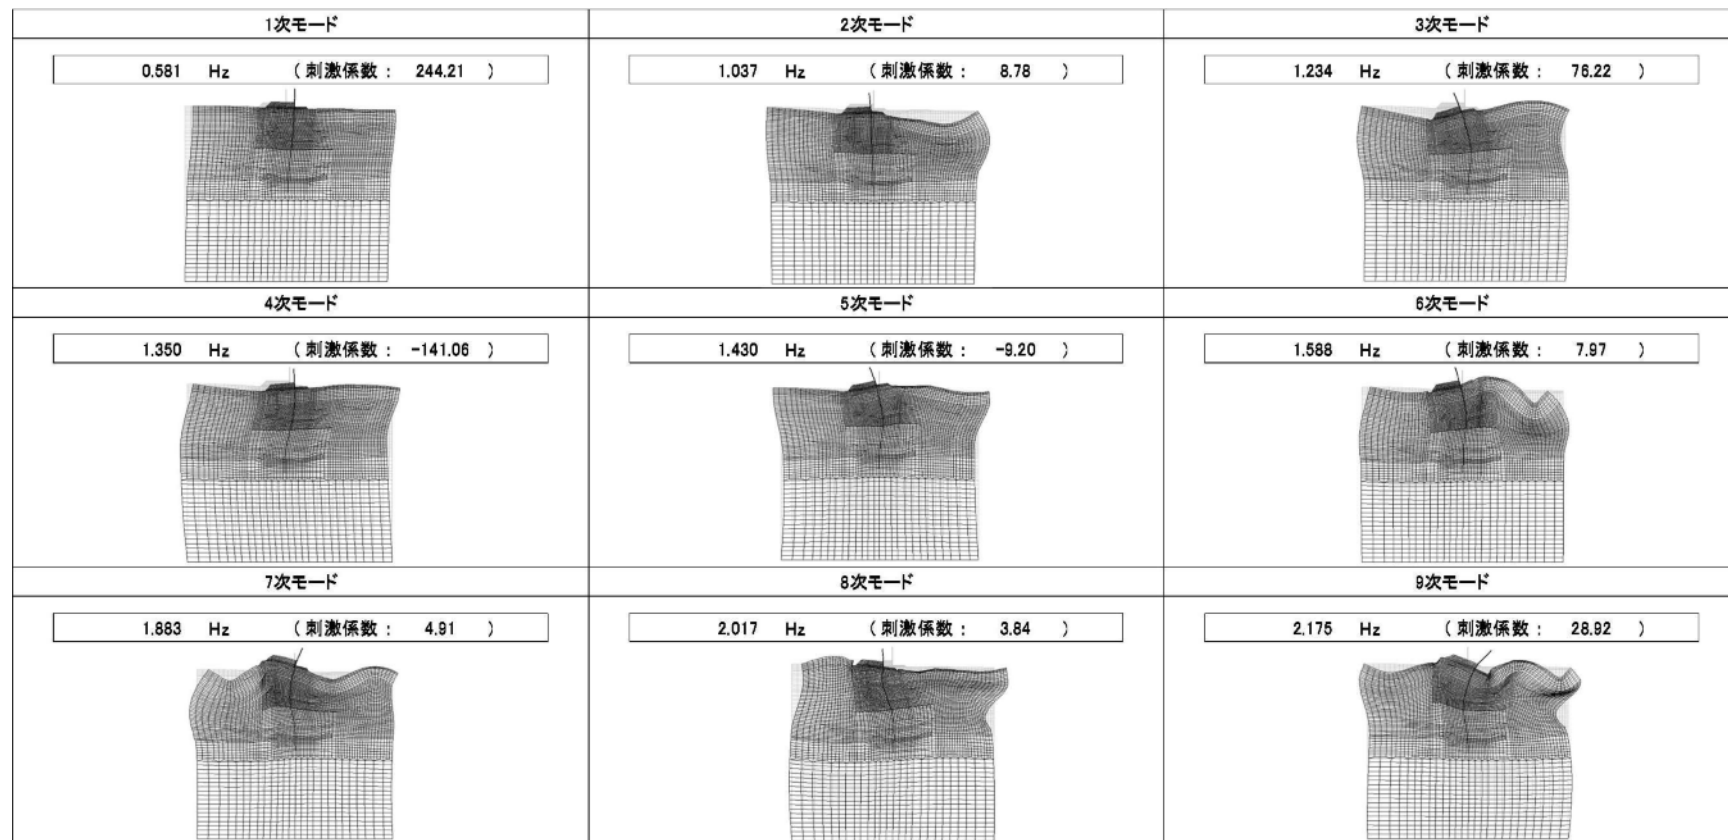 1次モード 2次モード 3次モード
0.581 Hz (刺激係数: 244.21) 1.037 Hz (刺激係数: 8.78) 1.234 Hz (刺激係数: 76.22)
4次モード 5次モード 6次モード
1.350 Hz (刺激係数: -141.06) 1.430 Hz (刺激係数: -9.20) 1.588 Hz (刺激係数: 7.97)
7次モード 8次モード 9次モード
1.883 Hz (刺激係数: 4.91) 2.017 Hz (刺激係数: 3.84) 2.175 Hz (刺激係数: 28.92)